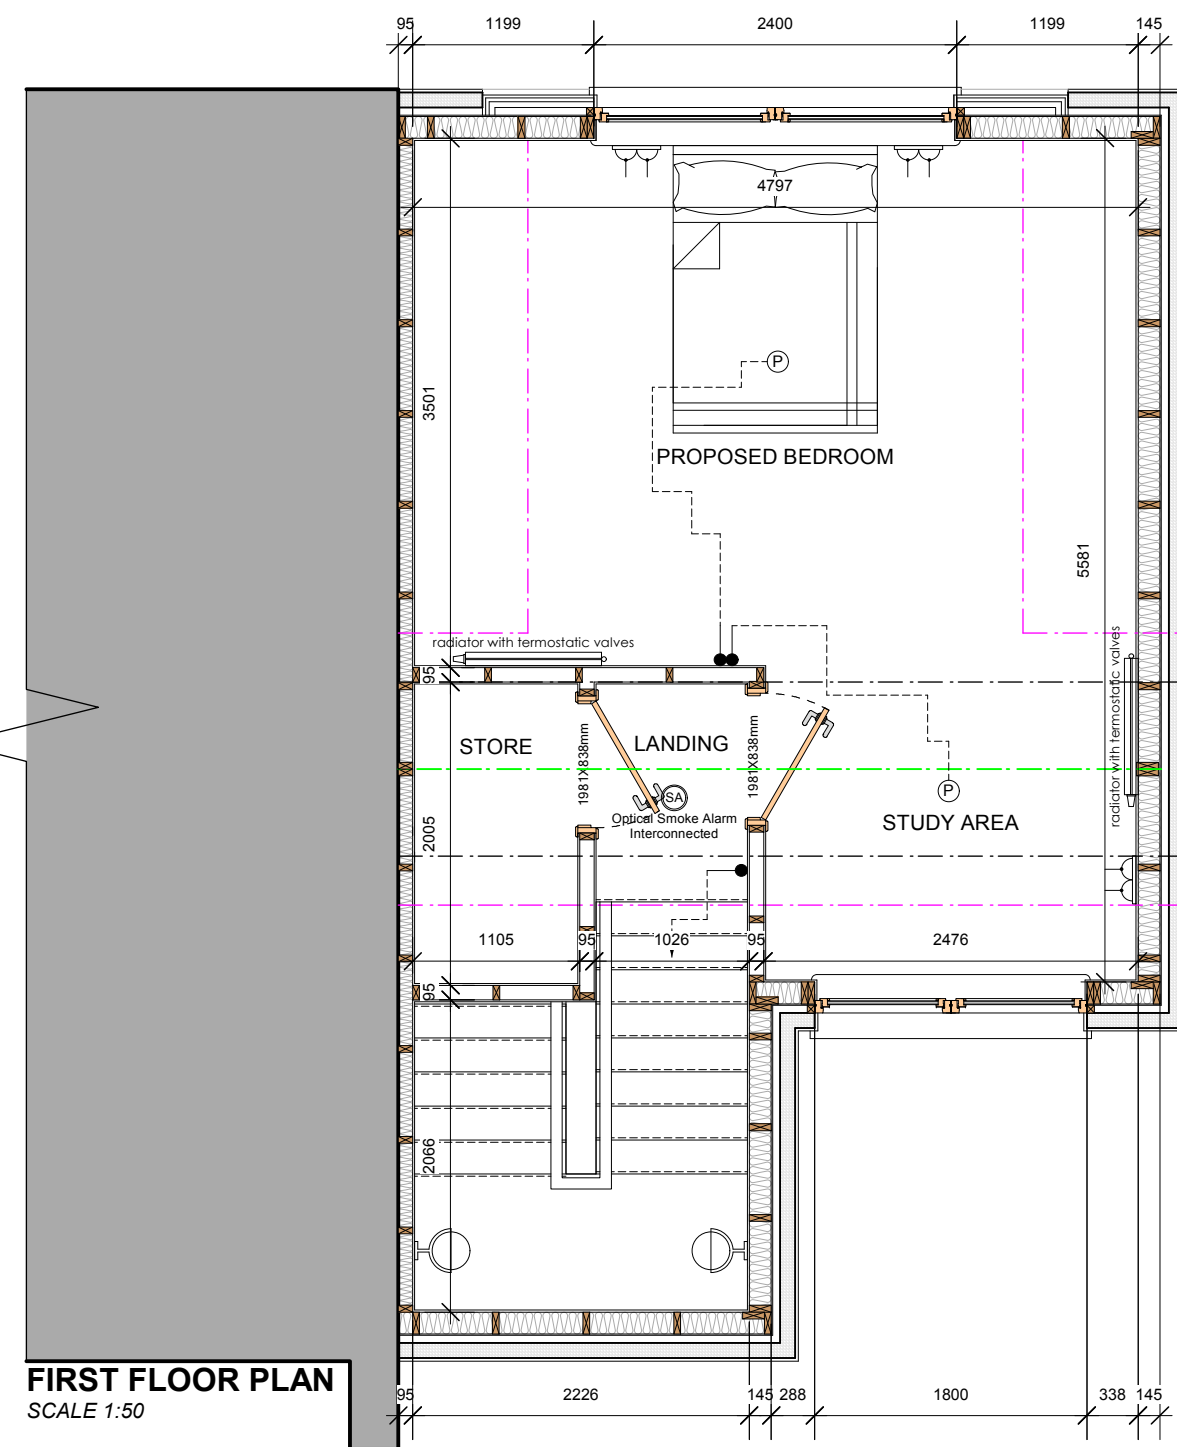 95 1199 2400 1199 145
4797
P
3501
PROPOSED BEDROOM
5581
radiator with termostatic valves
radiator with termostatic valves
95
STORE
LANDING
1981X838mm
1981X838mm
SA
P
Optical Smoke Alarm
Interconnected
STUDY AREA
2005
1105 95 1026 95 2476
95
2066
FIRST FLOOR PLAN
SCALE 1:50
95 2226 145 288 1800 338 145